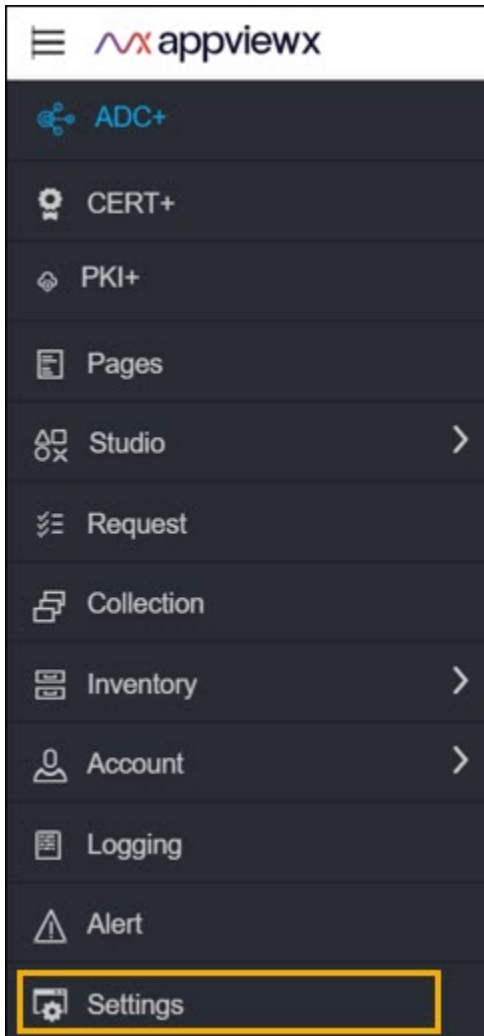 appviewx
ADC+
CERT+
PKI+
Pages
Studio
Request
Collection
Inventory
Account
Logging
Alert
Settings